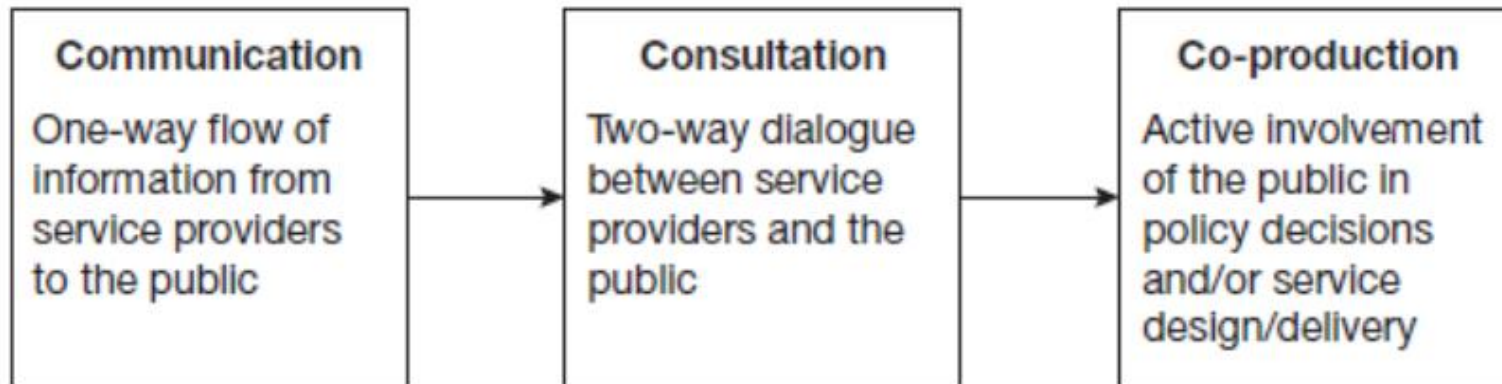 Communication
One-way flow of
information from
service providers
to the public
Consultation
Two-way dialogue
between service
providers and the
public
Co-production
Active involvement
of the public in
policy decisions
and/or service
design/delivery